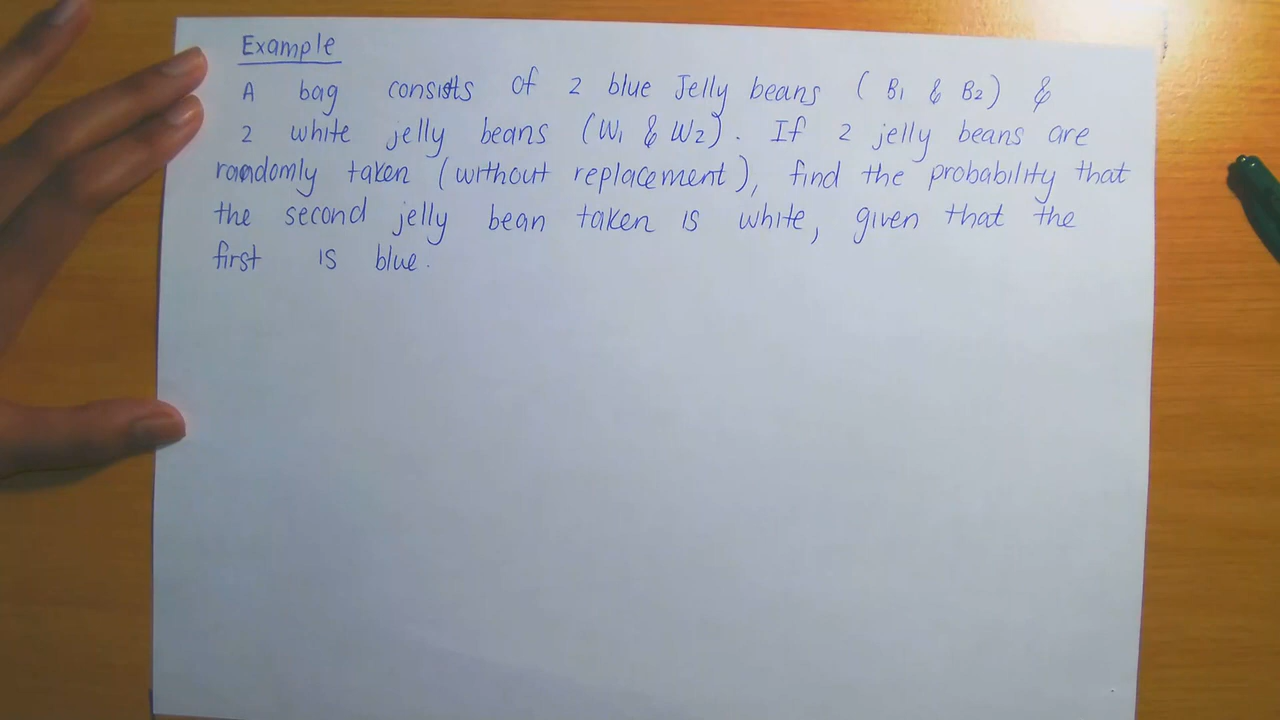 Example
A bag consists of 2 blue Jelly beans ( B1 & B2) &
2 white jelly beans (W1 & W2). If 2 jelly beans are
randomly taken (without replacement), find the probability that
the second jelly bean taken is white, given that the
first is blue.